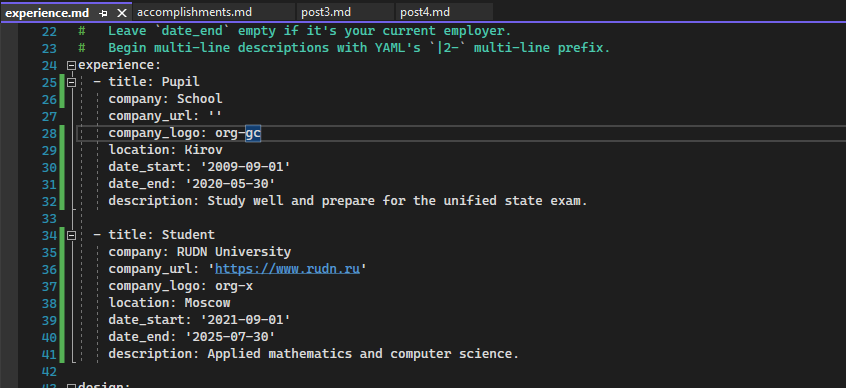 experience.md accomplishments.md post3.md post4.md
22 # Leave `date_end` empty if it's your current employer.
23 # Begin multi-line descriptions with YAML's `|2-` multi-line prefix.
24 experience:
25 - title: Pupil
26 company: School
27 company_url: ''
28 company_logo: org-gc
29 location: Kirov
30 date_start: '2009-09-01'
31 date_end: '2020-05-30'
32 description: Study well and prepare for the unified state exam.
33
34 - title: Student
35 company: RUDN University
36 company_url: 'https://www.rudn.ru'
37 company_logo: org-x
38 location: Moscow
39 date_start: '2021-09-01'
40 date_end: '2025-07-30'
41 description: Applied mathematics and computer science.
42
43 design: